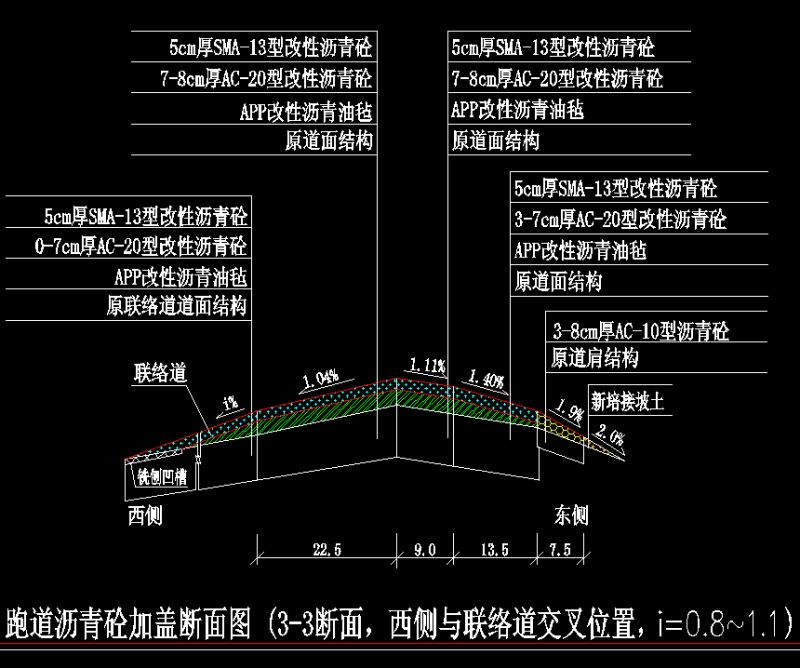 5cm厚SMA-13型改性沥青砼
7-8cm厚AC-20型改性沥青砼
APP改性沥青油毡
原道面结构
5cm厚SMA-13型改性沥青砼
7-8cm厚AC-20型改性沥青砼
APP改性沥青油毡
原道面结构
5cm厚SMA-13型改性沥青砼
3-7cm厚AC-20型改性沥青砼
APP改性沥青油毡
原道面结构
5cm厚SMA-13型改性沥青砼
0-7cm厚AC-20型改性沥青砼
APP改性沥青油毡
原联络道道面结构
3-8cm厚AC-10型沥青砼
原道肩结构
联络道
i%
1.04%
1.11%
1.40%
1.9%
2.0%
新培接坡土
铣刨凹槽
西侧
东侧
22.5
9.0
13.5
7.5
跑道沥青砼加盖断面图 (3-3断面，西侧与联络道交叉位置，i=0.8~1.1)